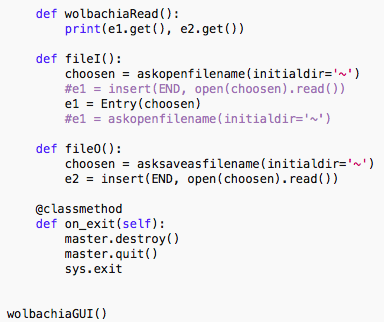 def wolbachiaRead():
print(e1.get(), e2.get())
def fileI():
choosen = askopenfilename(initialdir='~')
#e1 = insert(END, open(choosen).read())
e1 = Entry(choosen)
#e1 = askopenfilename(initialdir='~')
def fileO():
choosen = asksaveasfilename(initialdir='~')
e2 = insert(END, open(choosen).read())
@classmethod
def on_exit(self):
master.destroy()
master.quit()
sys.exit
wolbachiaGUI()